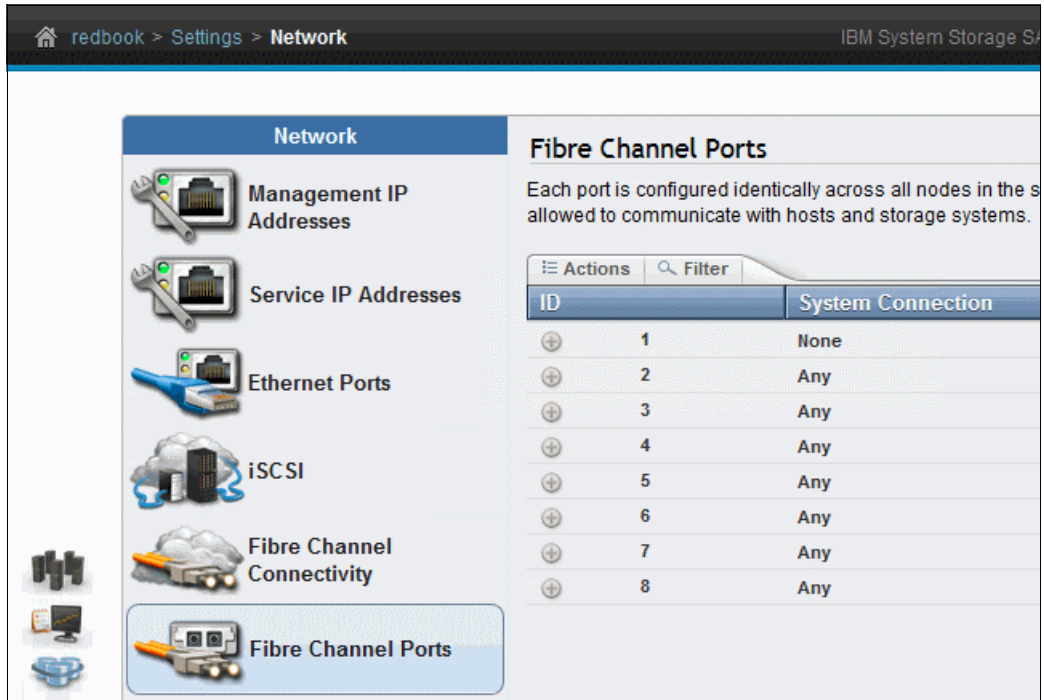 redbook > Settings > Network
IBM System Storage
Network
Management IP
Addresses
Service IP Addresses
Ethernet Ports
iSCSI
Fibre Channel
Connectivity
Fibre Channel Ports
Fibre Channel Ports
Each port is configured identically across all nodes in the
allowed to communicate with hosts and storage systems.
Actions Filter
ID System Connection
1 None
2 Any
3 Any
4 Any
5 Any
6 Any
7 Any
8 Any